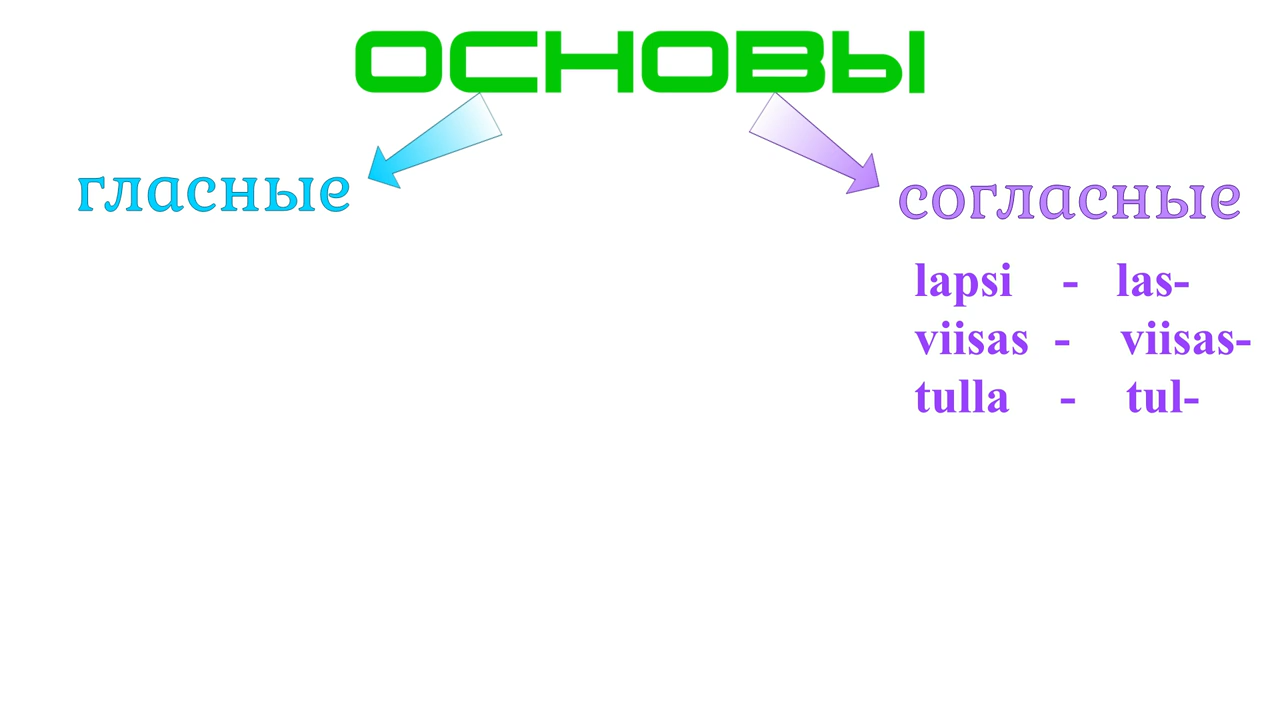 ОСНОВЫ
гласные
согласные
lapsi - las-
viisas - viisas-
tulla - tul-